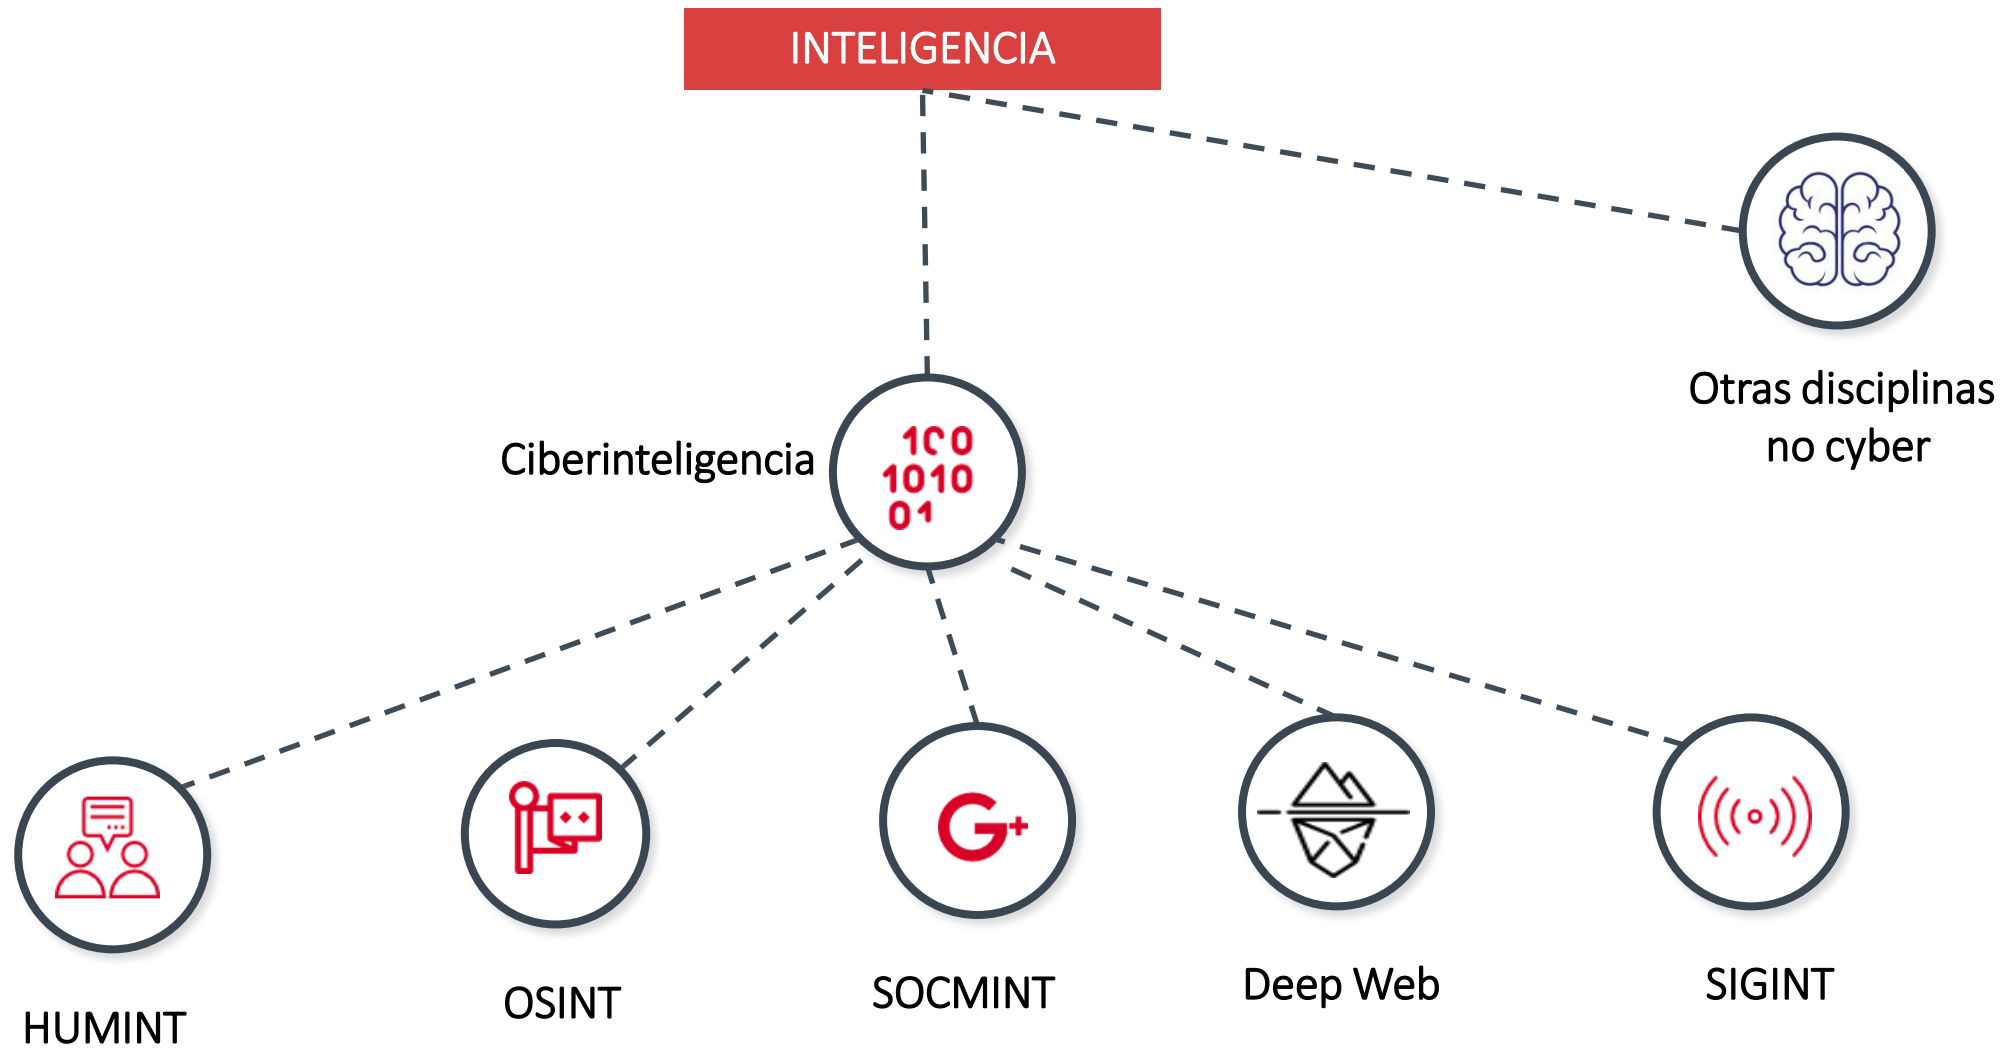 INTELIGENCIA
Otras disciplinas
no cyber
Ciberinteligencia
100
1010
01
G+
HUMINT
OSINT
SOCMINT
Deep Web
SIGINT